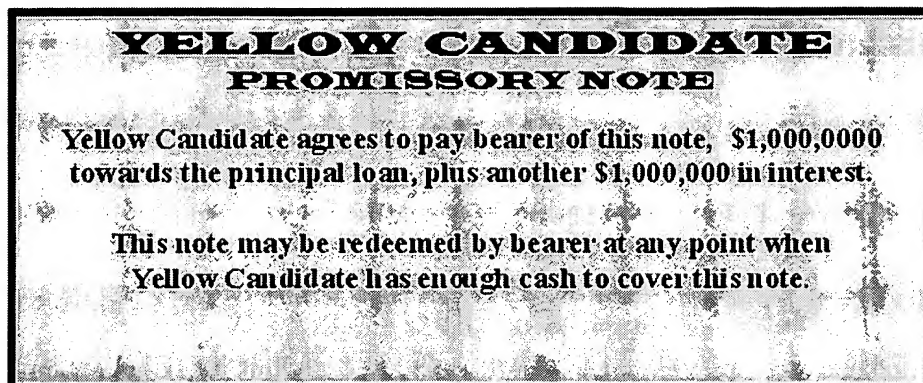 YELLOW CANDIDATE
PROMISSORY NOTE
Yellow Candidate agrees to pay bearer of this note, $1,000,0000
towards the principal loan, plus another $1,000,000 in interest.
This note may be redeemed by bearer at any point when
Yellow Candidate has enough cash to cover this note.